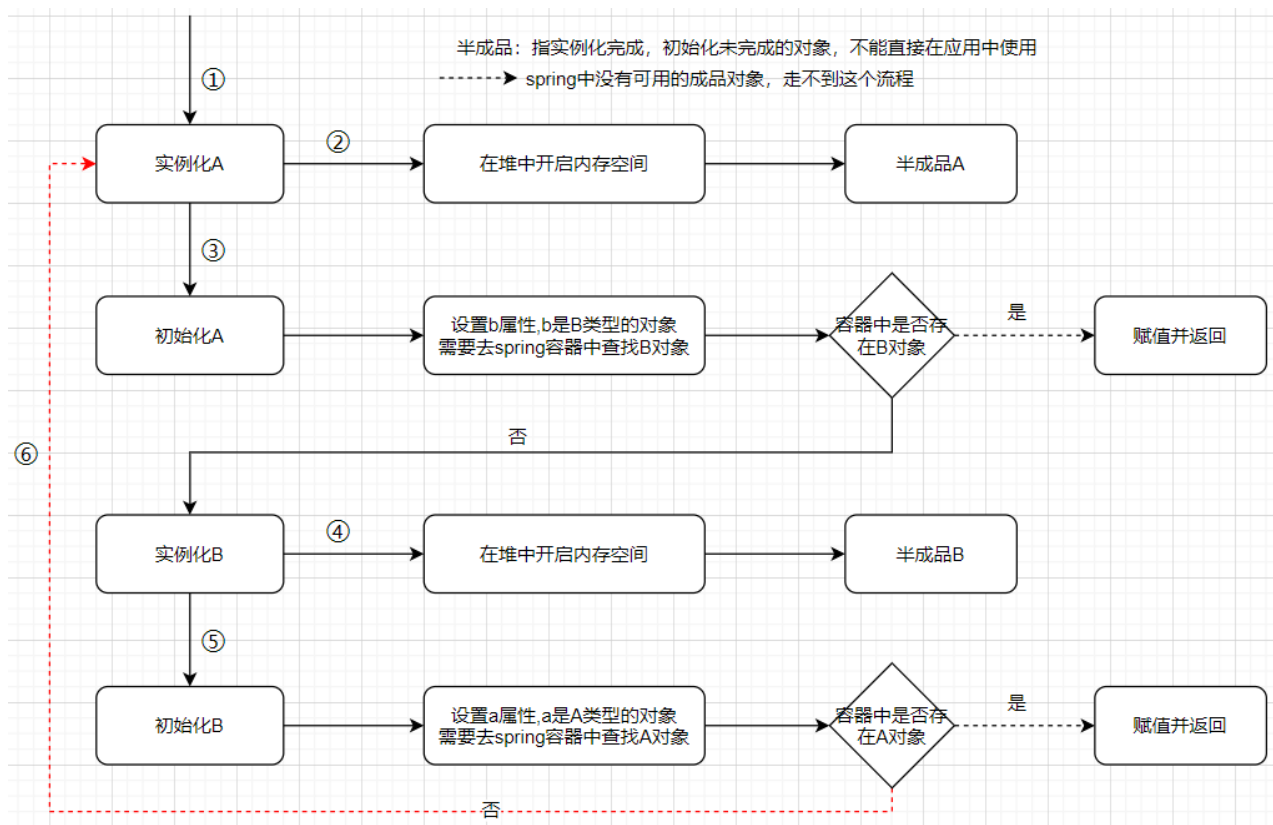 半成品：指实例化完成，初始化未完成的对象，不能直接在应用中使用
spring中没有可用的成品对象，走不到这个流程
①
实例化A
②
在堆中开启内存空间
半成品A
③
初始化A
设置b属性,b是B类型的对象
需要去spring容器中查找B对象
容器中是否存
在B对象
是
赋值并返回
否
⑥
实例化B
④
在堆中开启内存空间
半成品B
⑤
初始化B
设置a属性,a是A类型的对象
需要去spring容器中查找A对象
容器中是否存
在A对象
是
赋值并返回
否